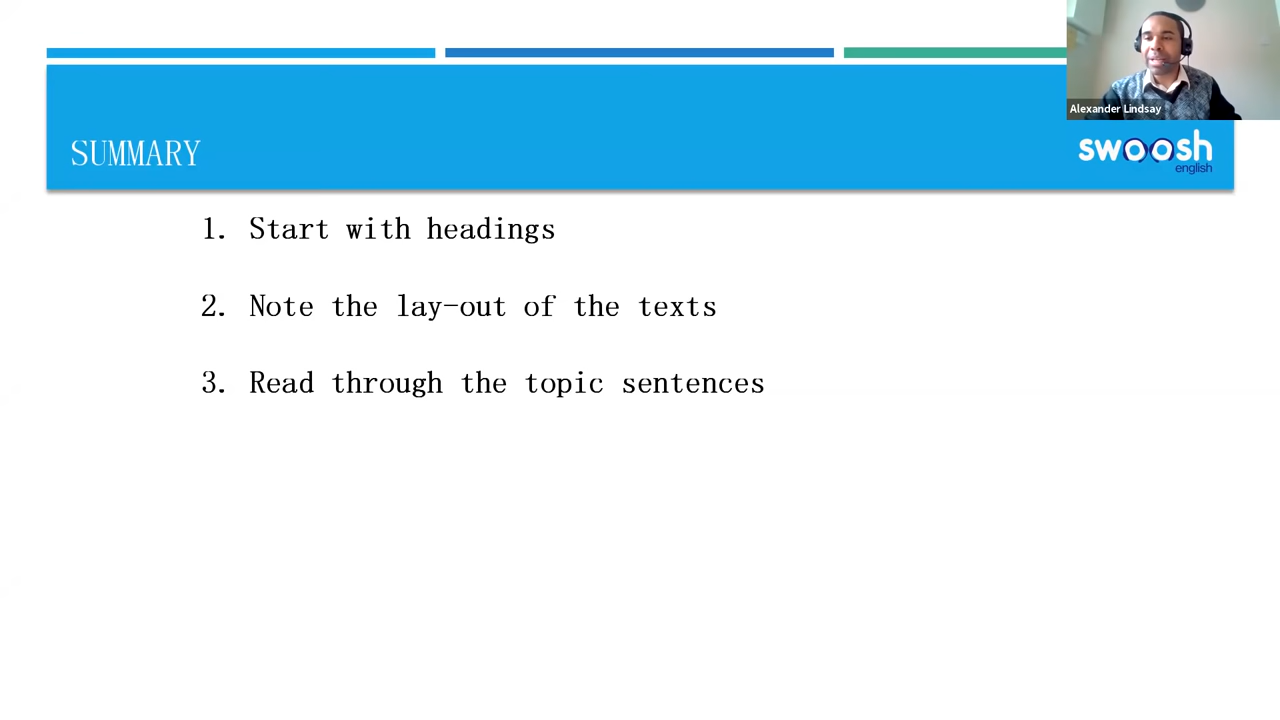 Alexander Lindsay
SUMMARY
swoosh
english
1. Start with headings
2. Note the lay-out of the texts
3. Read through the topic sentences